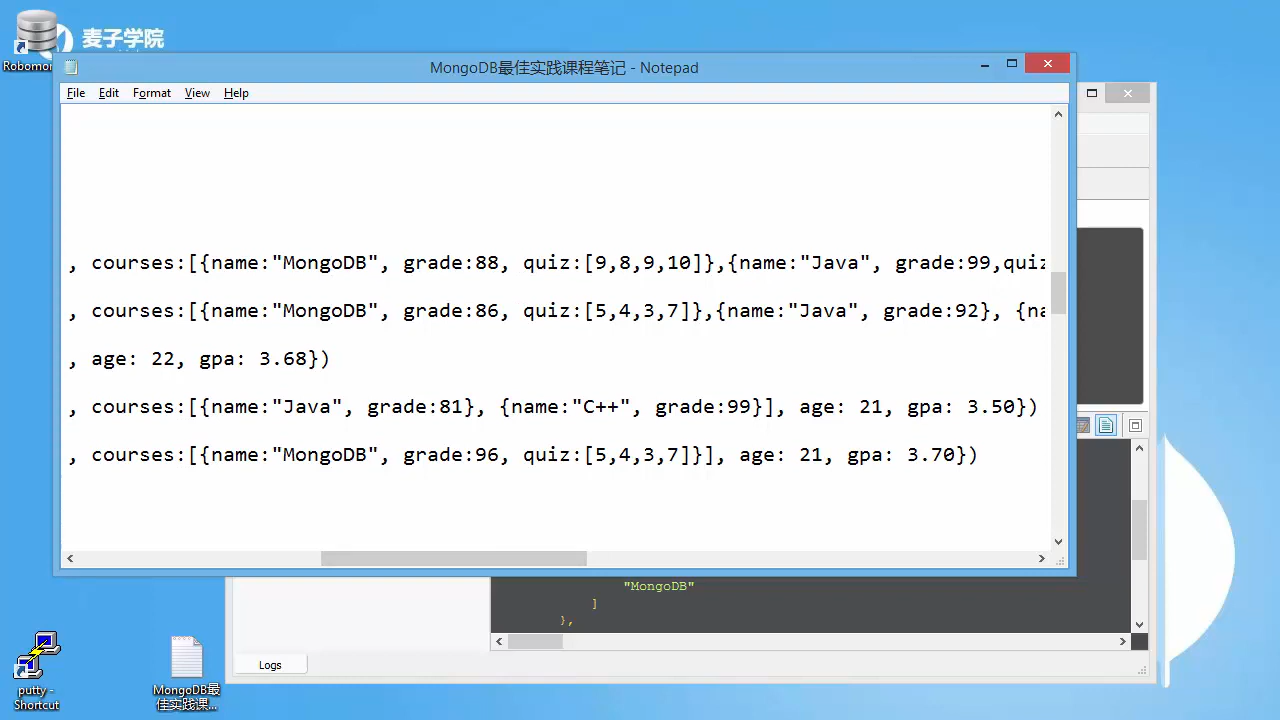 麦子学院
MongoDB最佳实践课程笔记 - Notepad
File Edit Format View Help
, courses:[{name:"MongoDB", grade:88, quiz:[9,8,9,10]},{name:"Java", grade:99,quiz
, courses:[{name:"MongoDB", grade:86, quiz:[5,4,3,7]},{name:"Java", grade:92}, {na
, age: 22, gpa: 3.68})
, courses:[{name:"Java", grade:81}, {name:"C++", grade:99}], age: 21, gpa: 3.50})
, courses:[{name:"MongoDB", grade:96, quiz:[5,4,3,7]}], age: 21, gpa: 3.70})
"MongoDB"
]
},
Logs
putty -
Shortcut
MongoDB最
佳实践课...